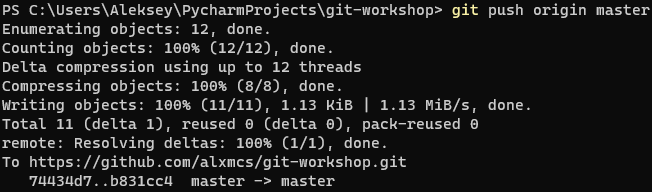 PS C:\Users\Aleksey\PycharmProjects\git-workshop> git push origin master
Enumerating objects: 12, done.
Counting objects: 100% (12/12), done.
Delta compression using up to 12 threads
Compressing objects: 100% (8/8), done.
Writing objects: 100% (11/11), 1.13 KiB | 1.13 MiB/s, done.
Total 11 (delta 1), reused 0 (delta 0), pack-reused 0
remote: Resolving deltas: 100% (1/1), done.
To https://github.com/alxmcs/git-workshop.git
   74434d7..b831cc4  master -> master